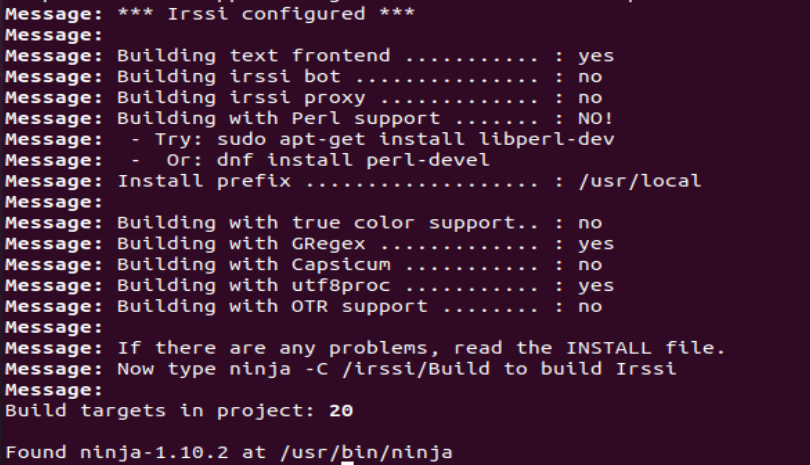 Message: *** Irssi configured ***
Message:
Message: Building text frontend ........... : yes
Message: Building irssi bot ............... : no
Message: Building irssi proxy ............. : no
Message: Building with Perl support ....... : NO!
Message:  - Try: sudo apt-get install libperl-dev
Message:  -  Or: dnf install perl-devel
Message: Install prefix ................... : /usr/local
Message:
Message: Building with true color support.. : no
Message: Building with GRegex ............. : yes
Message: Building with Capsicum ........... : no
Message: Building with utf8proc ........... : yes
Message: Building with OTR support ........ : no
Message:
Message: If there are any problems, read the INSTALL file.
Message: Now type ninja -C /irssi/Build to build Irssi
Message:
Build targets in project: 20
Found ninja-1.10.2 at /usr/bin/ninja